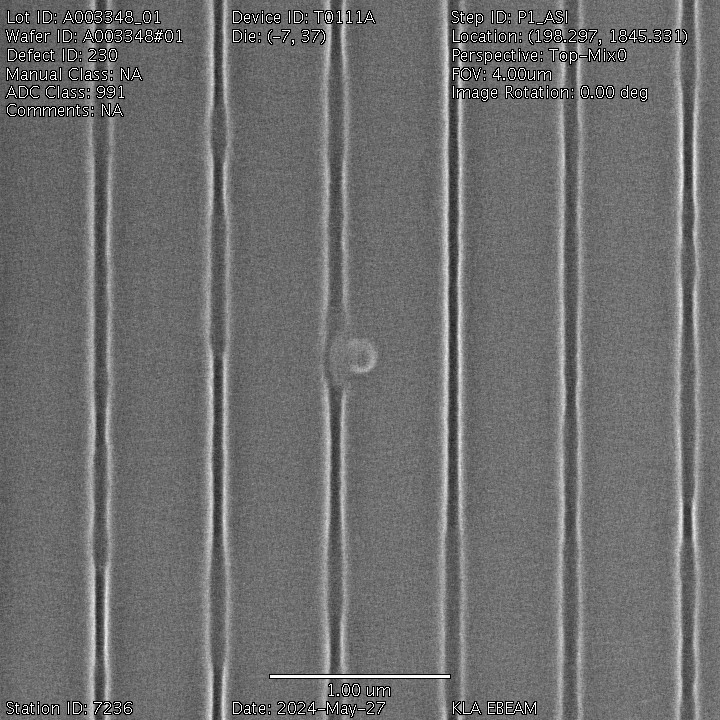 Lot ID: A003348_01
Wafer ID: A003348#01
Defect ID: 230
Manual Class: NA
ADC Class: 991
Comments: NA
Device ID: T0111A
Die: (-7, 37)
Step ID: P1_ASI
Location: (198.297, 1845.331)
Perspective: Top-Mix0
FOV: 4.00um
Image Rotation: 0.00 deg
1.00 um
Station ID: 7236
Date: 2024-May-27
KLA EBEAM